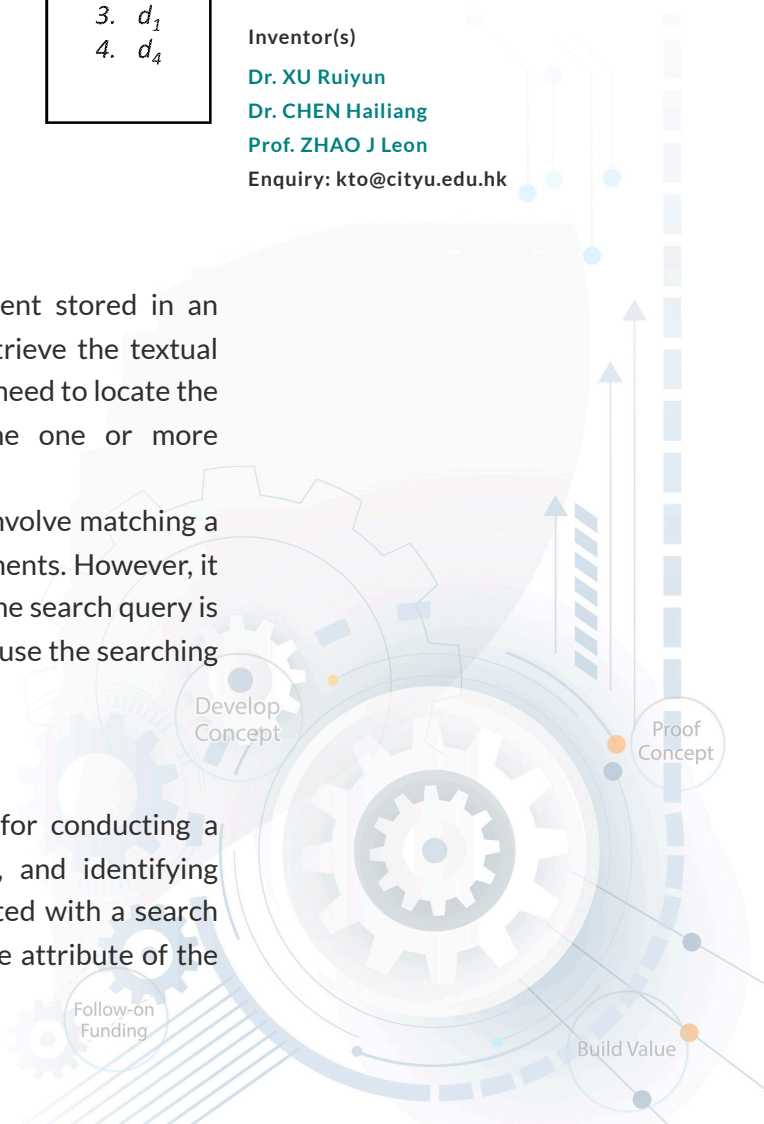 3. d₁
4. d₄
Inventor(s)
Dr. XU Ruiyun
Dr. CHEN Hailiang
Prof. ZHAO J Leon
Enquiry: kto@cityu.edu.hk
ent stored in an
trieve the textual
need to locate the
ne one or more
nvolve matching a
nents. However, it
ne search query is
use the searching
for conducting a
, and identifying
ted with a search
e attribute of the
Develop
Concept
Proof
Concept
Follow-on
Funding
Build Value